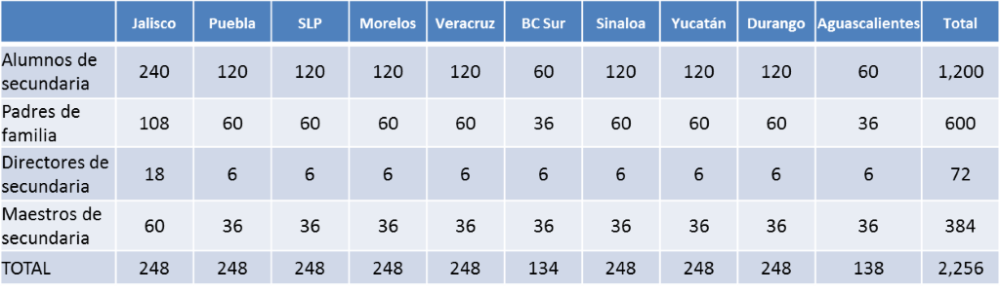 Jalisco Puebla SLP Morelos Veracruz BC Sur Sinaloa Yucatán Durango Aguascalientes Total
Alumnos de secundaria 240 120 120 120 120 60 120 120 120 60 1,200
Padres de familia 108 60 60 60 60 36 60 60 60 36 600
Directores de secundaria 18 6 6 6 6 6 6 6 6 6 72
Maestros de secundaria 60 36 36 36 36 36 36 36 36 36 384
TOTAL 248 248 248 248 248 134 248 248 248 138 2,256